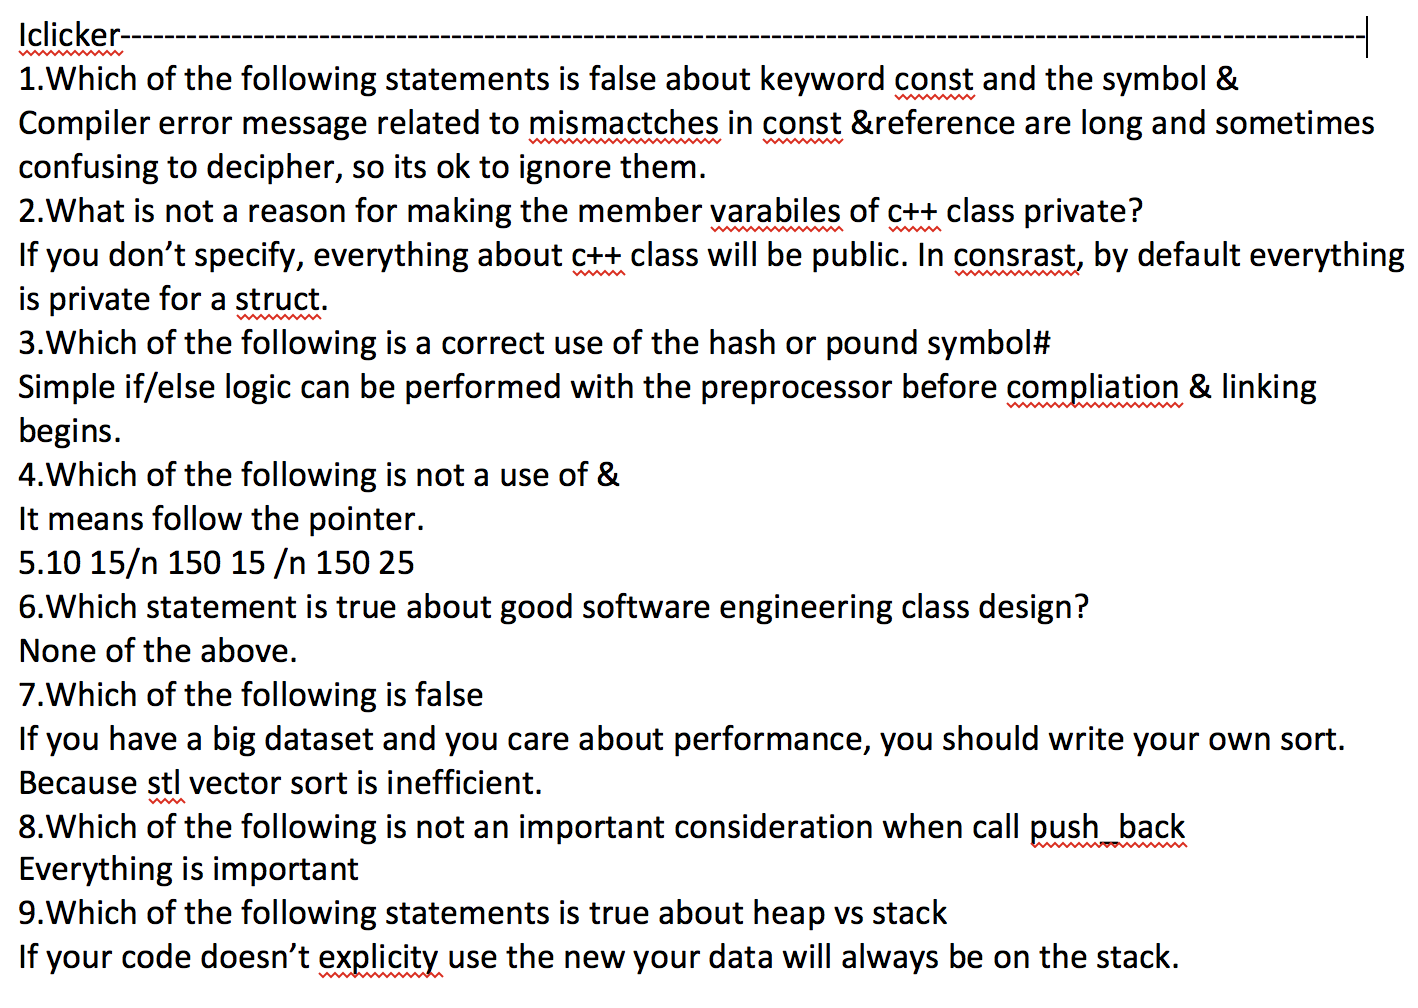 Iclicker-----------------------------------------------------------------------------------------------------------
1.Which of the following statements is false about keyword const and the symbol &
Compiler error message related to mismactches in const &reference are long and sometimes
confusing to decipher, so its ok to ignore them.
2.What is not a reason for making the member varabiles of c++ class private?
If you don’t specify, everything about c++ class will be public. In consrast, by default everything
is private for a struct.
3.Which of the following is a correct use of the hash or pound symbol#
Simple if/else logic can be performed with the preprocessor before compliation & linking
begins.
4.Which of the following is not a use of &
It means follow the pointer.
5.10 15/n 150 15 /n 150 25
6.Which statement is true about good software engineering class design?
None of the above.
7.Which of the following is false
If you have a big dataset and you care about performance, you should write your own sort.
Because stl vector sort is inefficient.
8.Which of the following is not an important consideration when call push_back
Everything is important
9.Which of the following statements is true about heap vs stack
If your code doesn’t explicity use the new your data will always be on the stack.